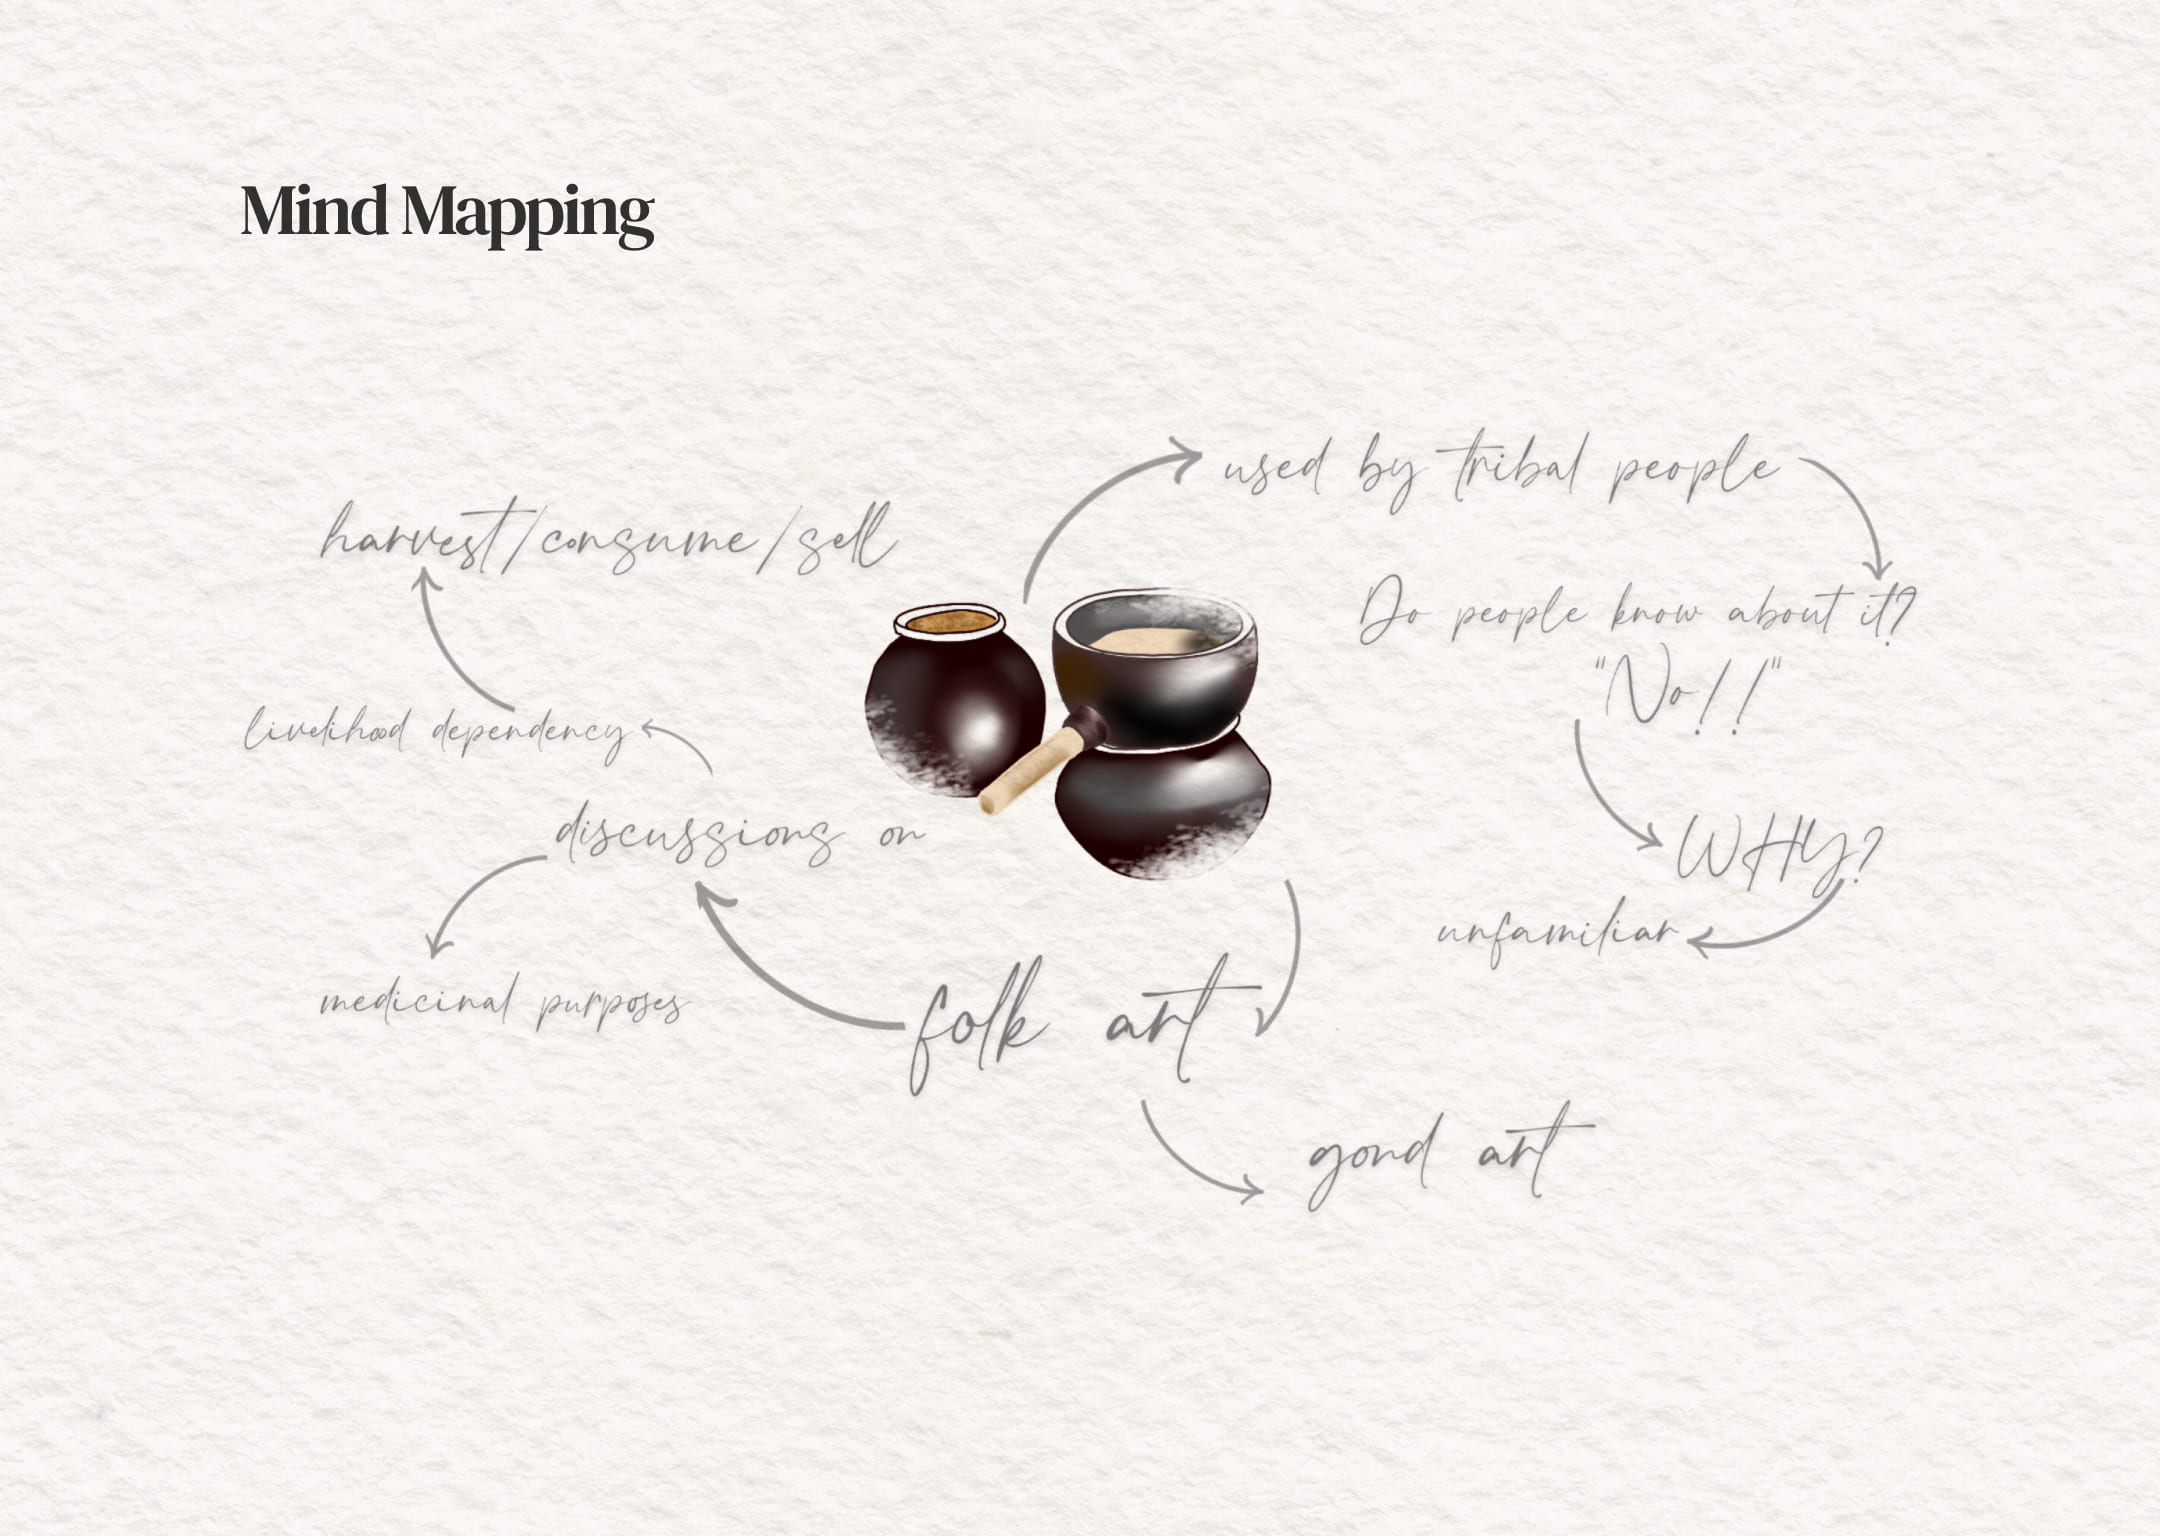 Mind Mapping
used by tribal people
harvest/consume/sell
Do people know about it?
"No!!"
livelihood dependency
discussions on
WHY?
unfamiliar
medicinal purposes
folk art
gond art